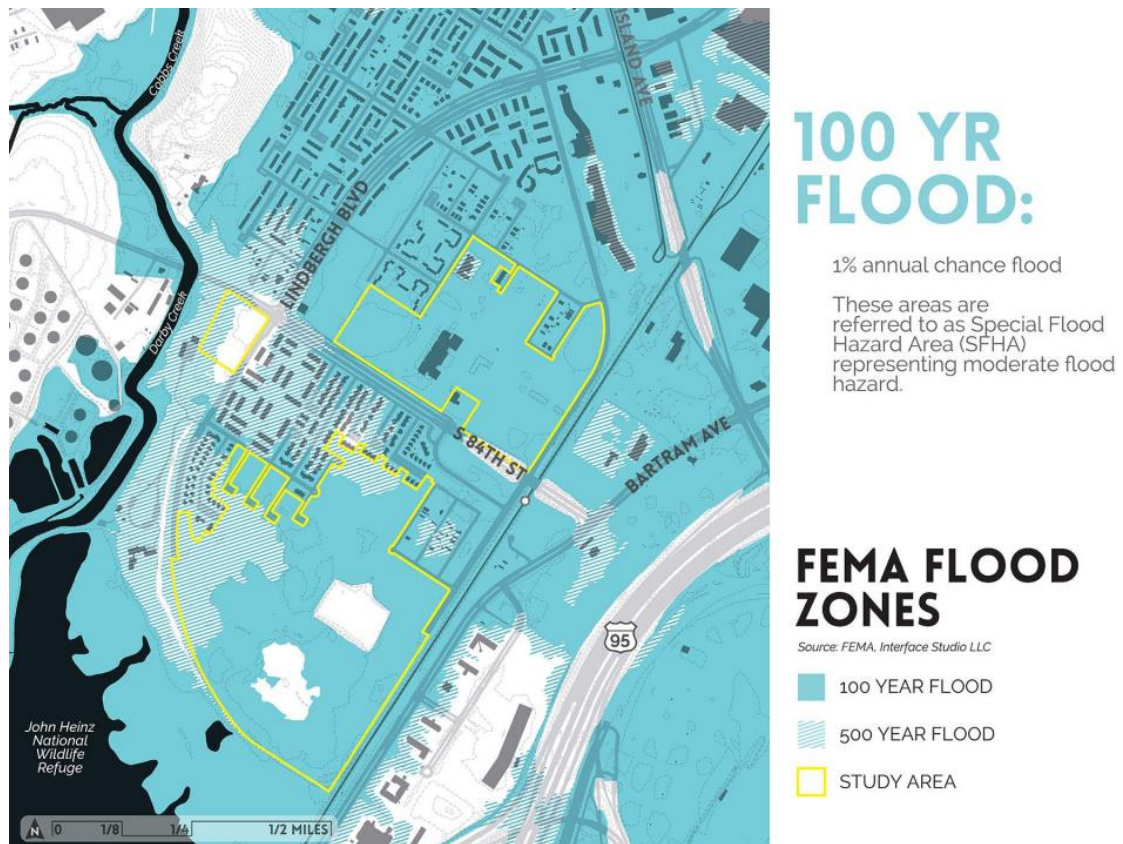 Cobbs Creek
ISLAND AVE
LINDBERGH BLVD
Darby Creek
S 84TH ST
BARTRAM AVE
95
John Heinz
National
Wildlife
Refuge
N 0 1/8 1/4 1/2 MILES
100 YR
FLOOD:
1% annual chance flood
These areas are
referred to as Special Flood
Hazard Area (SFHA)
representing moderate flood
hazard.
FEMA FLOOD
ZONES
Source: FEMA, Interface Studio LLC
100 YEAR FLOOD
500 YEAR FLOOD
STUDY AREA